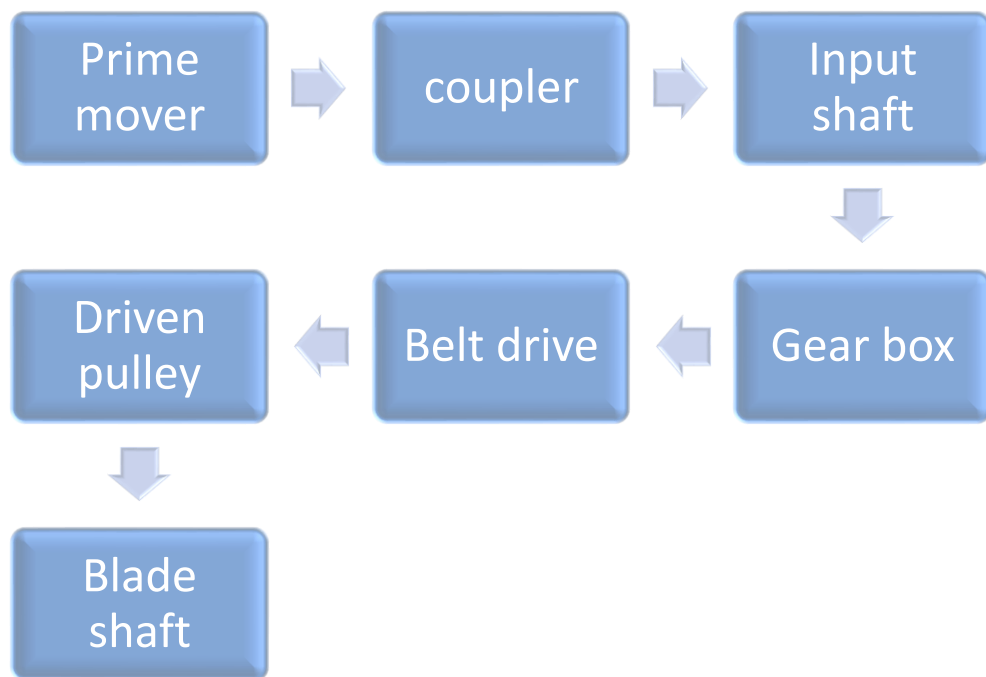 Prime
mover
coupler
Input
shaft
Gear box
Belt drive
Driven
pulley
Blade
shaft